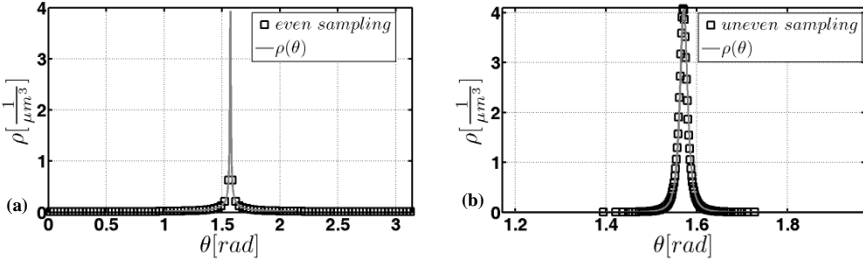 4
3
2
1
0
ρ[1/μm³]
even sampling
ρ(θ)
(a)
0 0.5 1 1.5 2 2.5 3
θ[rad]
4
3
2
1
0
ρ[1/μm³]
uneven sampling
ρ(θ)
(b)
1.2 1.4 1.6 1.8
θ[rad]